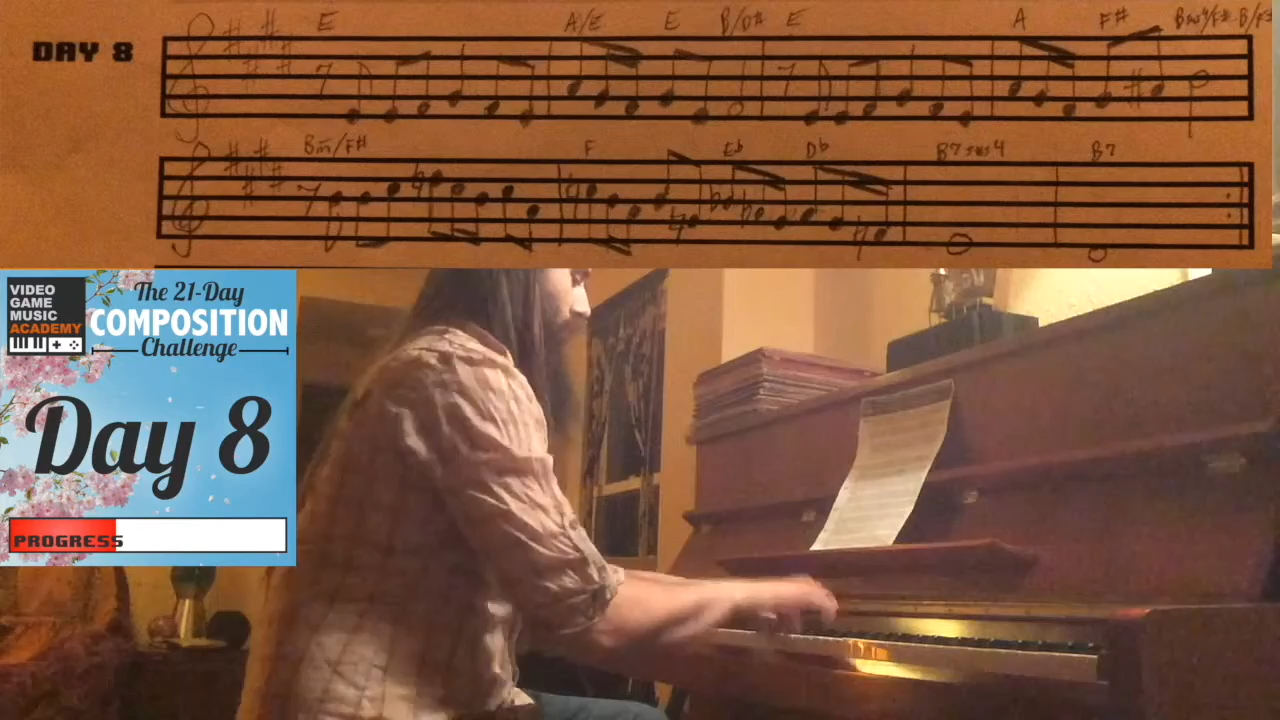 E A/E E B/D# E A F# Bsus4/F# B/F#
DAY 8
Bm/F# F Eb Db B7sus4 B7
VIDEO
GAME
MUSIC
ACADEMY
The 21-Day
COMPOSITION
Challenge
Day 8
PROGRESS